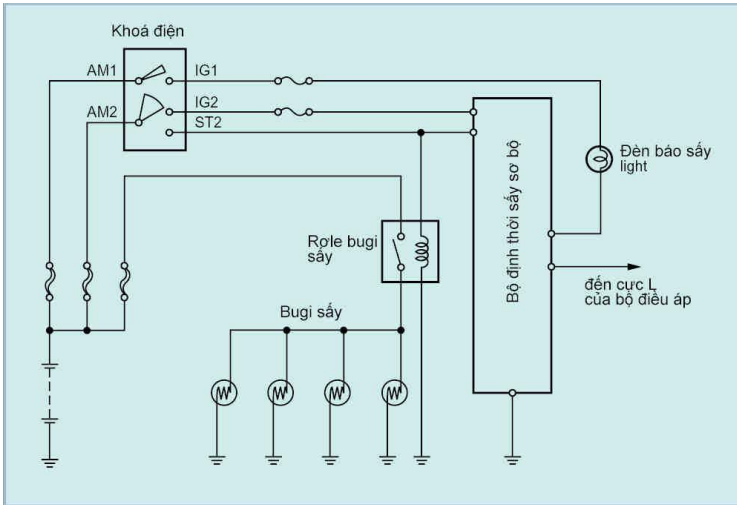 Khoá điện
AM1
IG1
AM2
IG2
ST2
Đèn báo sấy
light
Bộ định thời sấy sơ bộ
Rơle bugi
sấy
đến cực L
của bộ điều áp
Bugi sấy